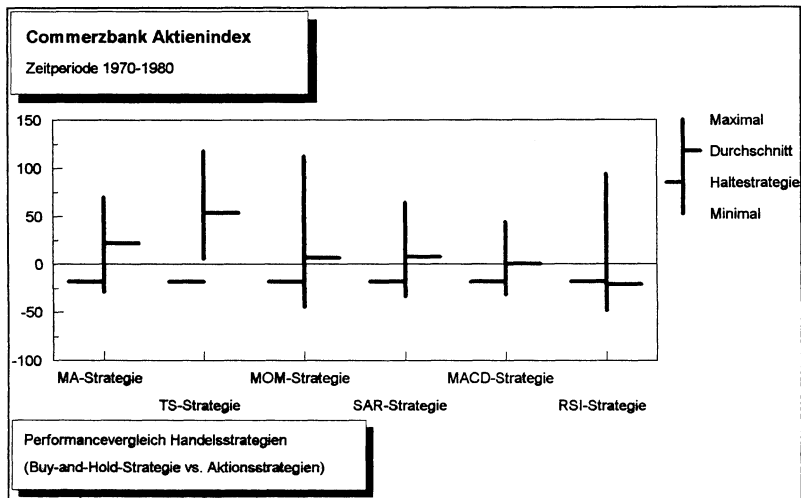 Commerzbank Aktienindex
Zeitperiode 1970-1980
150
100
50
0
-50
-100
Maximal
Durchschnitt
Haltestrategie
Minimal
MA-Strategie
MOM-Strategie
MACD-Strategie
TS-Strategie
SAR-Strategie
RSI-Strategie
Performancevergleich Handelsstrategien
(Buy-and-Hold-Strategie vs. Aktionsstrategien)